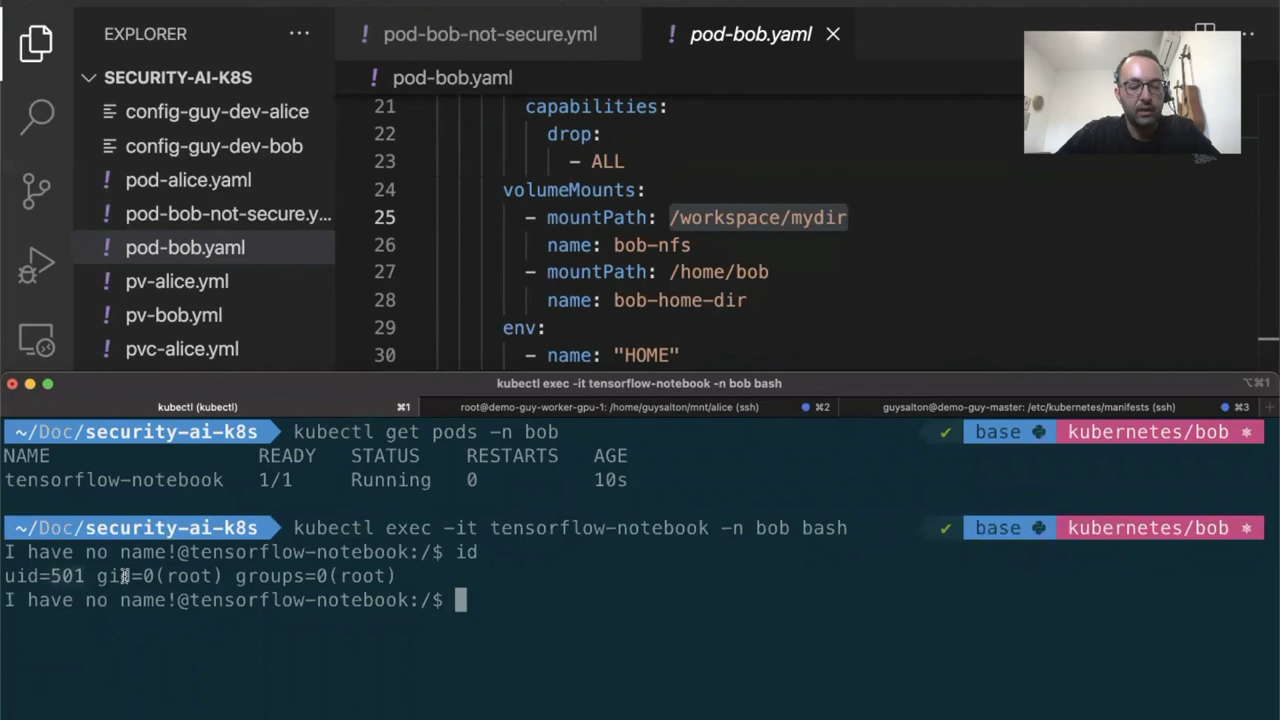 EXPLORER ···
SECURITY-AI-K8S
config-guy-dev-alice
config-guy-dev-bob
! pod-alice.yaml
! pod-bob-not-secure.y...
! pod-bob.yaml
! pv-alice.yml
! pv-bob.yml
! pvc-alice.yml
! pod-bob-not-secure.yml ! pod-bob.yaml ×
! pod-bob.yaml
21 capabilities:
22 drop:
23 - ALL
24 volumeMounts:
25 - mountPath: /workspace/mydir
26 name: bob-nfs
27 - mountPath: /home/bob
28 name: bob-home-dir
29 env:
30 - name: "HOME"
kubectl exec -it tensorflow-notebook -n bob bash ⌥⌘1
kubectl (kubectl) ⌘1 root@demo-guy-worker-gpu-1: /home/guysalton/mnt/alice (ssh) ⌘2 guysalton@demo-guy-master: /etc/kubernetes/manifests (ssh) ⌘3 +
~/Doc/security-ai-k8s kubectl get pods -n bob ✔ base kubernetes/bob
NAME READY STATUS RESTARTS AGE
tensorflow-notebook 1/1 Running 0 10s
~/Doc/security-ai-k8s kubectl exec -it tensorflow-notebook -n bob bash ✔ base kubernetes/bob
I have no name!@tensorflow-notebook:/$ id
uid=501 gid=0(root) groups=0(root)
I have no name!@tensorflow-notebook:/$